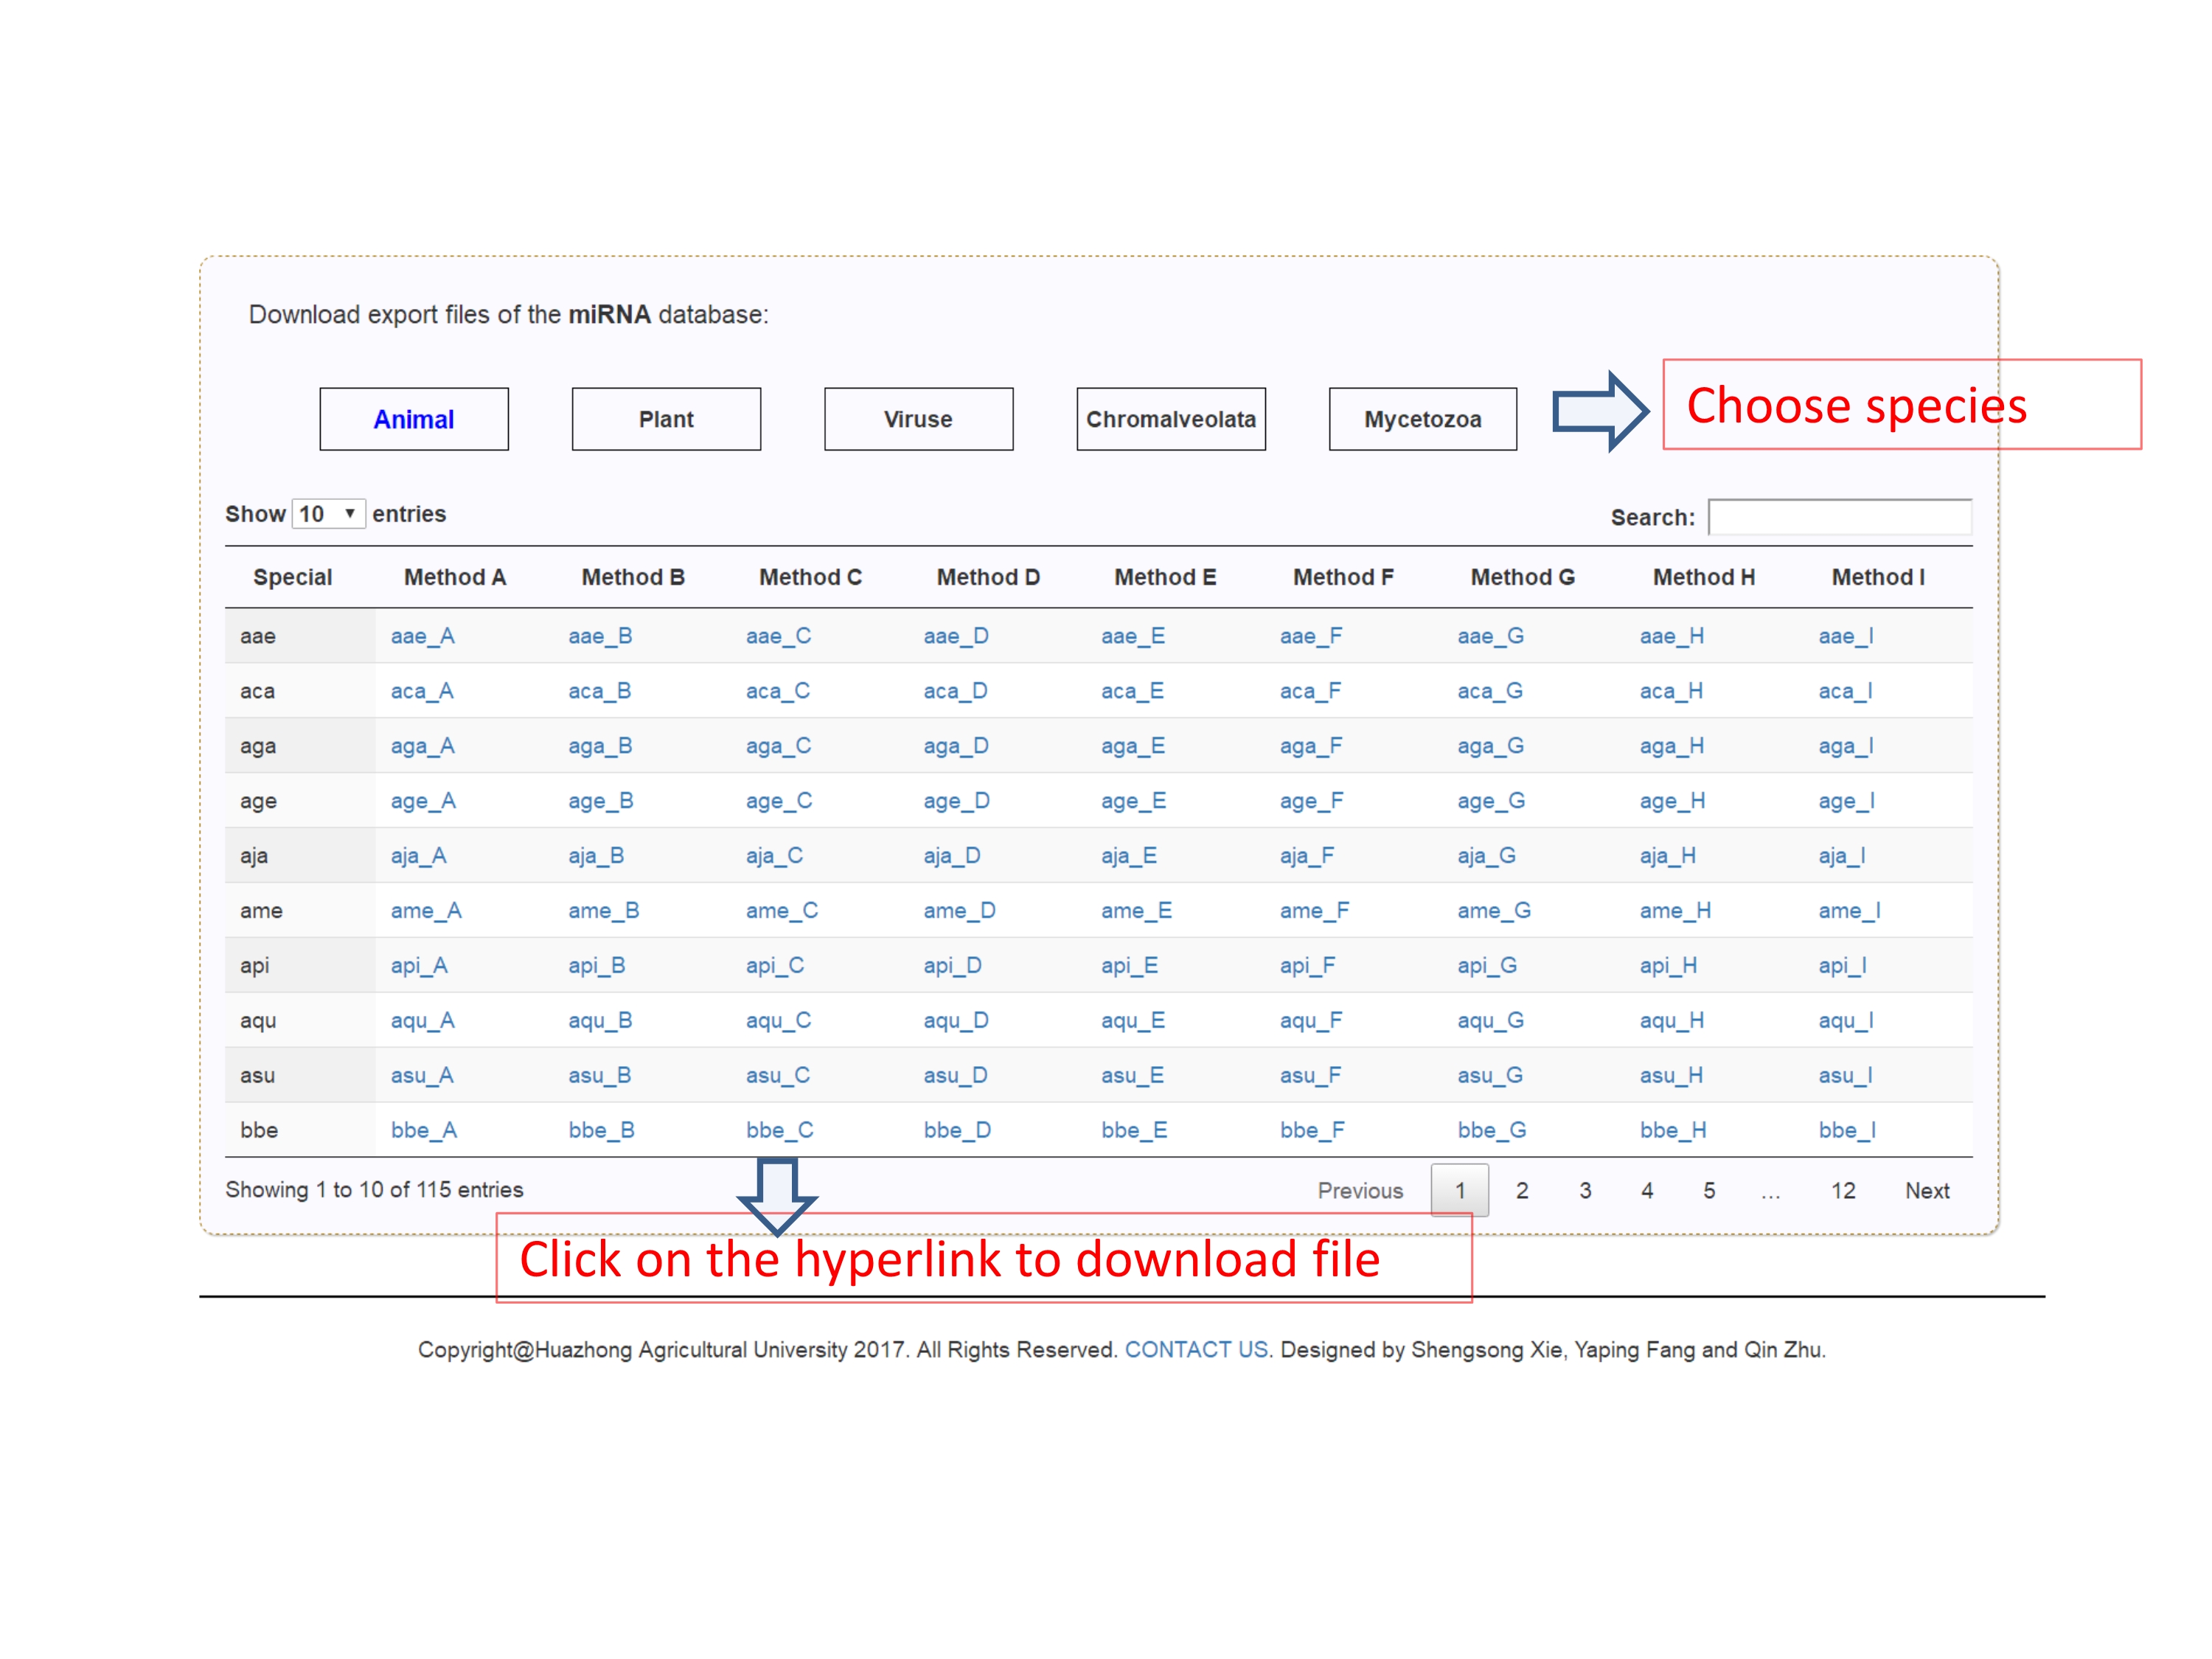 Download export files of the miRNA database:
Animal Plant Viruse Chromalveolata Mycetozoa Choose species
Show 10 entries Search:
Special Method A Method B Method C Method D Method E Method F Method G Method H Method I
aae aae_A aae_B aae_C aae_D aae_E aae_F aae_G aae_H aae_I
aca aca_A aca_B aca_C aca_D aca_E aca_F aca_G aca_H aca_I
aga aga_A aga_B aga_C aga_D aga_E aga_F aga_G aga_H aga_I
age age_A age_B age_C age_D age_E age_F age_G age_H age_I
aja aja_A aja_B aja_C aja_D aja_E aja_F aja_G aja_H aja_I
ame ame_A ame_B ame_C ame_D ame_E ame_F ame_G ame_H ame_I
api api_A api_B api_C api_D api_E api_F api_G api_H api_I
aqu aqu_A aqu_B aqu_C aqu_D aqu_E aqu_F aqu_G aqu_H aqu_I
asu asu_A asu_B asu_C asu_D asu_E asu_F asu_G asu_H asu_I
bbe bbe_A bbe_B bbe_C bbe_D bbe_E bbe_F bbe_G bbe_H bbe_I
Showing 1 to 10 of 115 entries Previous 1 2 3 4 5 … 12 Next
Click on the hyperlink to download file
Copyright@Huazhong Agricultural University 2017. All Rights Reserved. CONTACT US. Designed by Shengsong Xie, Yaping Fang and Qin Zhu.